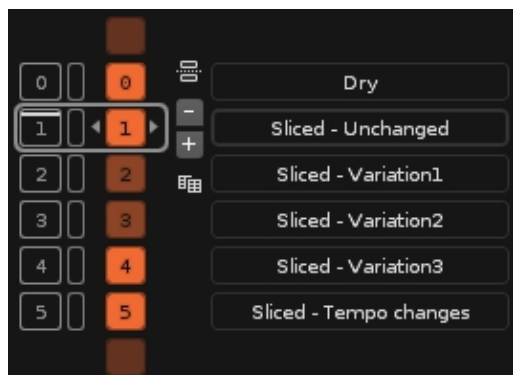 0 0 Dry
1 1 - Sliced - Unchanged
+
2 2 Sliced - Variation1
3 3 Sliced - Variation2
4 4 Sliced - Variation3
5 5 Sliced - Tempo changes